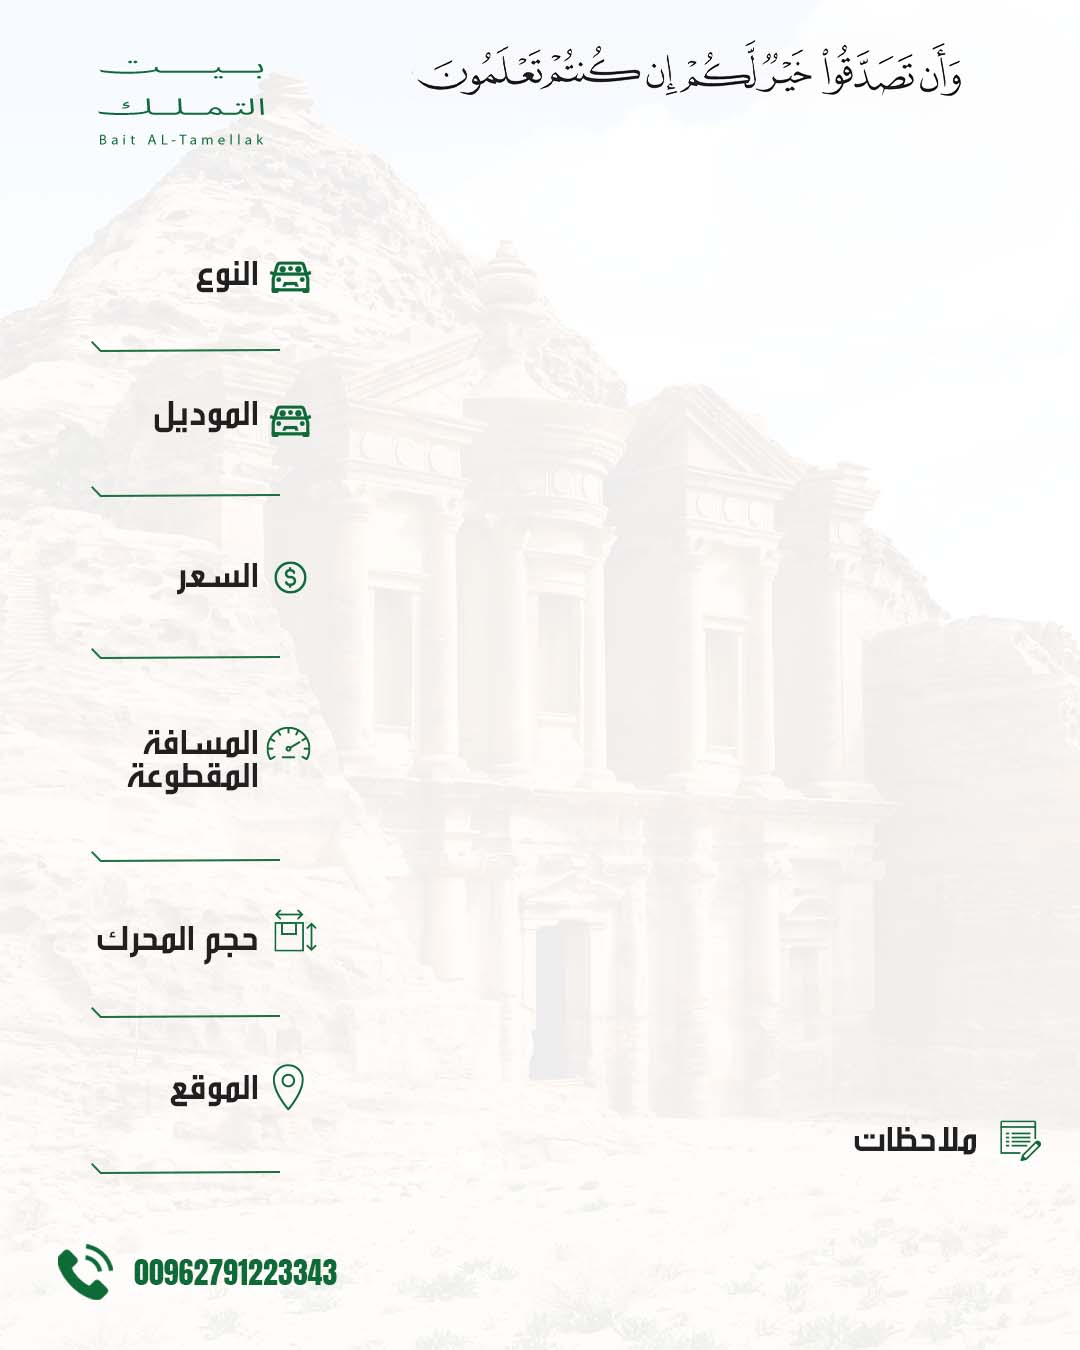 وَأَن تَصَدَّقُوا۟ خَيْرٌ لَّكُمْ إِن كُنتُمْ تَعْلَمُونَ
بيت
التملك
Bait AL-Tamellak
النوع
الموديل
السعر
المسافة
المقطوعة
حجم المحرك
الموقع
ملاحظات
00962791223343